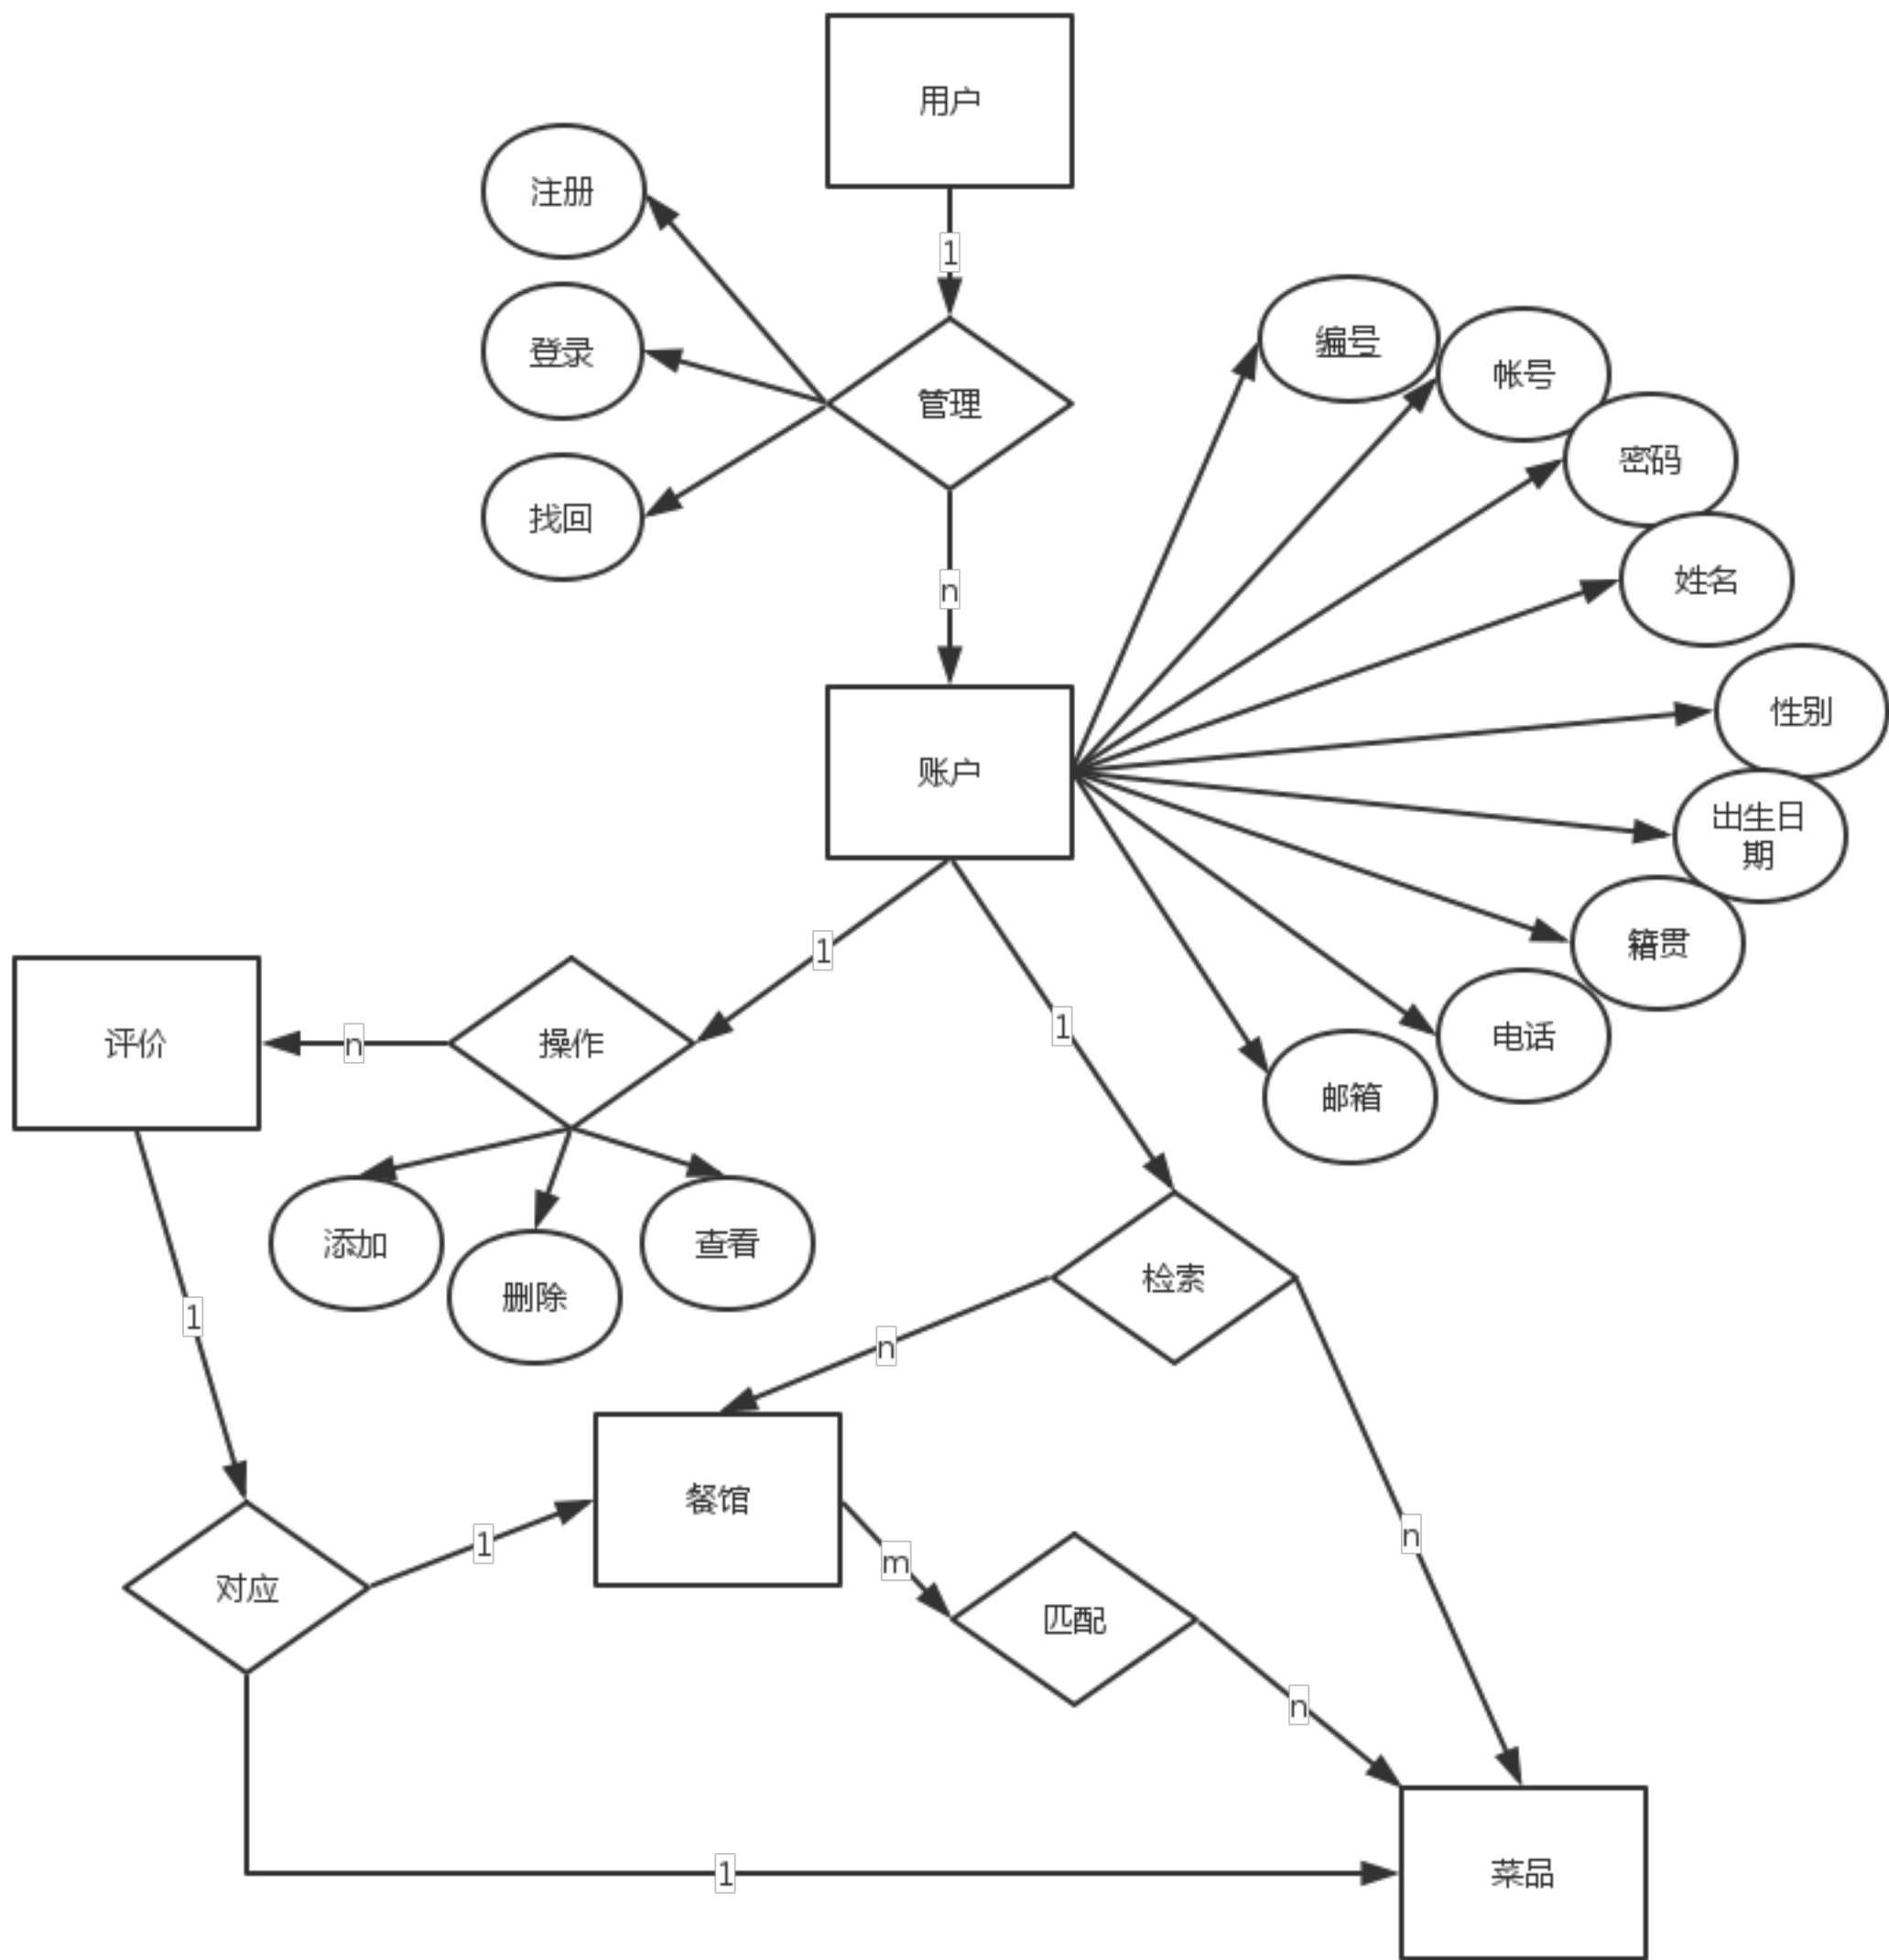 用户
注册
1
编号
登录
帐号
管理
密码
找回
n
姓名
性别
账户
出生日
期
籍贯
1
评价
n
操作
1
电话
邮箱
添加
删除
查看
检索
1
n
餐馆
1
m
n
对应
匹配
n
1
菜品